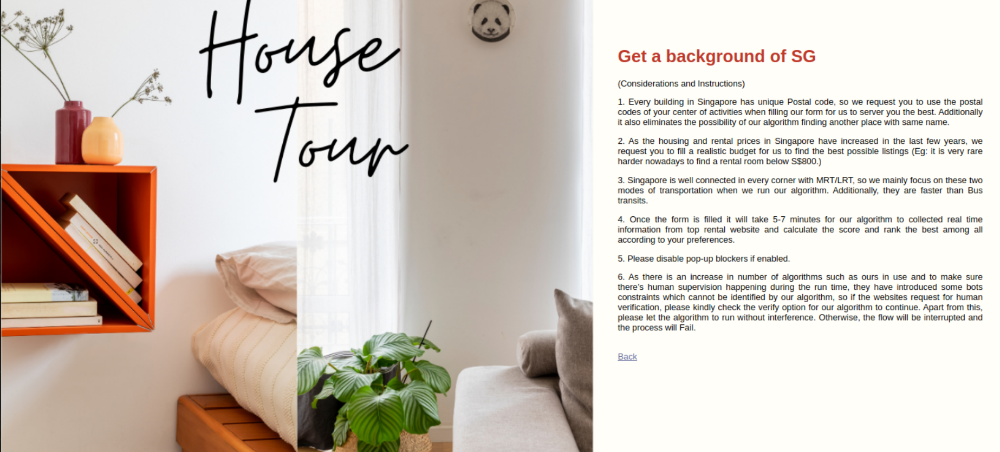 House
Tour
Get a background of SG
(Considerations and Instructions)
1. Every building in Singapore has unique Postal code, so we request you to use the postal
codes of your center of activities when filling our form for us to server you the best. Additionally
it also eliminates the possibility of our algorithm finding another place with same name.
2. As the housing and rental prices in Singapore have increased in the last few years, we
request you to fill a realistic budget for us to find the best possible listings (Eg: it is very rare
harder nowadays to find a rental room below S$800.)
3. Singapore is well connected in every corner with MRT/LRT, so we mainly focus on these two
modes of transportation when we run our algorithm. Additionally, they are faster than Bus
transits.
4. Once the form is filled it will take 5-7 minutes for our algorithm to collected real time
information from top rental website and calculate the score and rank the best among all
according to your preferences.
5. Please disable pop-up blockers if enabled.
6. As there is an increase in number of algorithms such as ours in use and to make sure
there's human supervision happening during the run time, they have introduced some bots
constraints which cannot be identified by our algorithm, so if the websites request for human
verification, please kindly check the verify option for our algorithm to continue. Apart from this,
please let the algorithm to run without interference. Otherwise, the flow will be interrupted and
the process will Fail.
Back